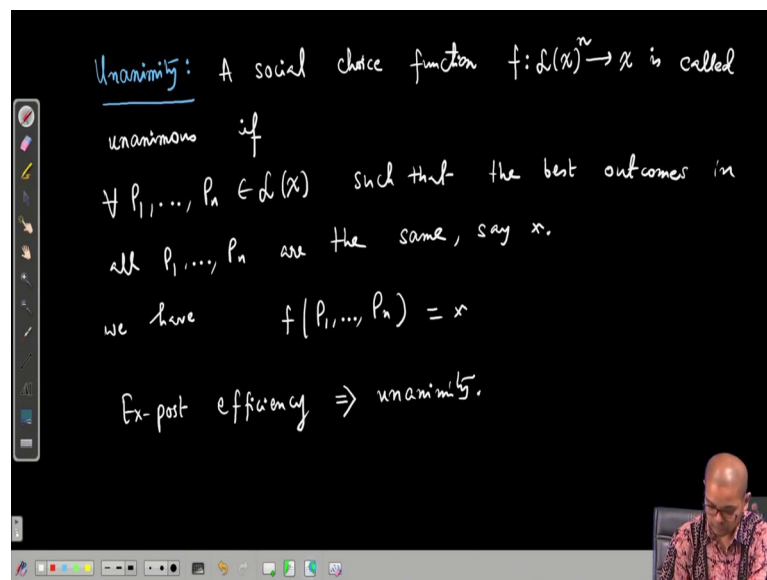 Unanimity: A social choice function f: ℒ(X)ⁿ → X is called
unanimous if
∀ P₁, ..., Pₙ ∈ ℒ(X) such that the best outcomes in
all P₁, ..., Pₙ are the same, say x.
we have f(P₁, ..., Pₙ) = x
Ex-post efficiency ⇒ unanimity.